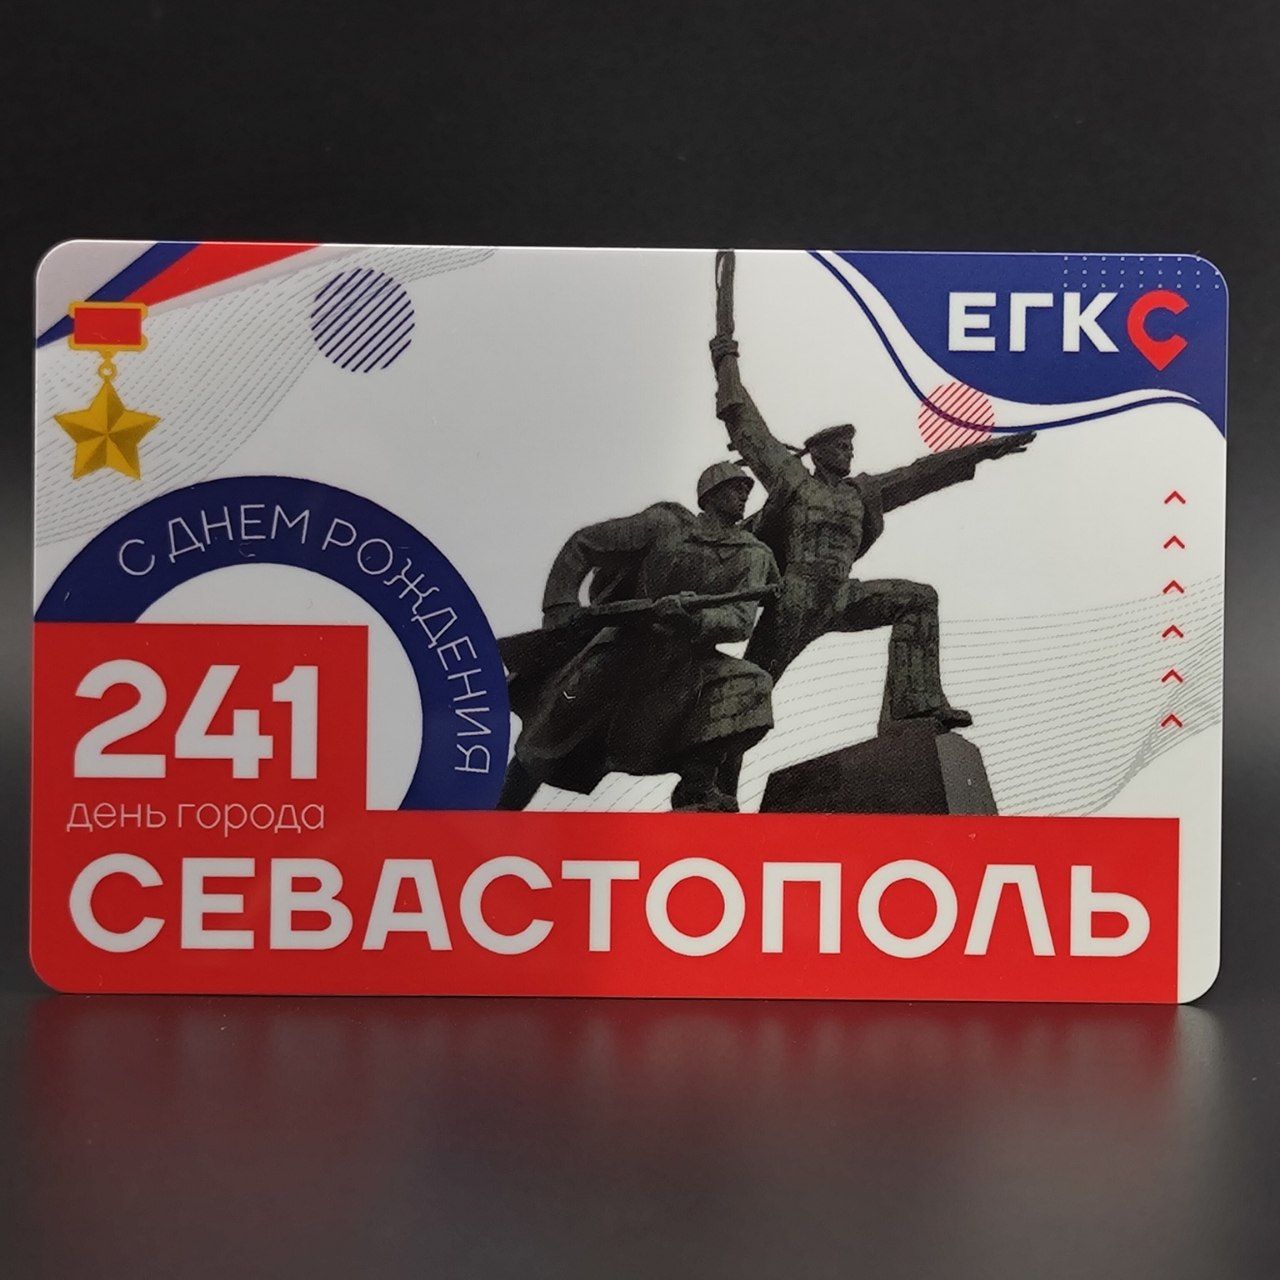 ЕГКС
С ДНЕМ РОЖДЕНИЯ
241
день города
СЕВАСТОПОЛЬ